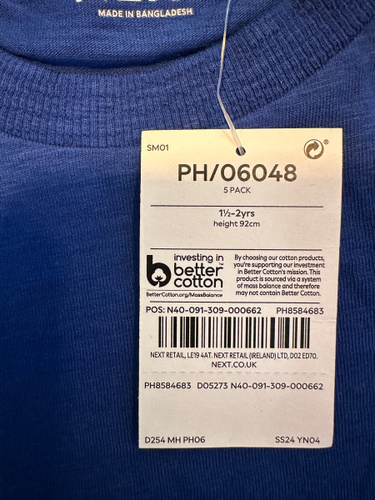 MADE IN BANGLADESH
SM01
PH/06048
5 PACK
1½-2yrs
height 92cm
investing in
better
cotton
BetterCotton.org/MassBalance
By choosing our cotton products,
you're supporting our investment
in Better Cotton's mission. This
product is sourced via a system
of mass balance and therefore
may not contain Better Cotton.
POS: N40-091-309-000662 PH8584683
NEXT RETAIL, LE19 4AT. NEXT RETAIL (IRELAND) LTD, D02 ED70.
NEXT.CO.UK
PH8584683 D05273 N40-091-309-000662
D254 MH PH06 SS24 YN04